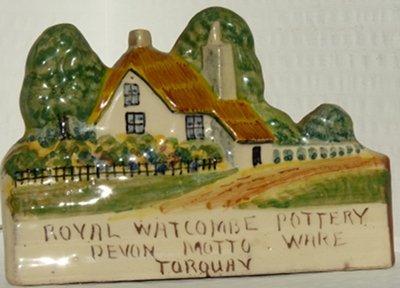 ROYAL WATCOMBE POTTERY
DEVON MOTTO WARE
TORQUAY